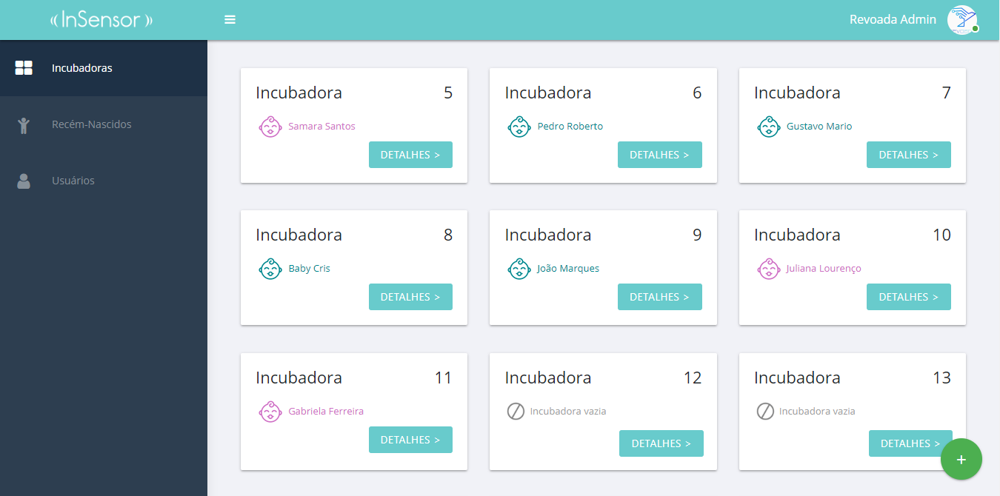 InSensor
Revoada Admin
Incubadoras
Recém-Nascidos
Usuários
Incubadora 5
Samara Santos
DETALHES >
Incubadora 6
Pedro Roberto
DETALHES >
Incubadora 7
Gustavo Mario
DETALHES >
Incubadora 8
Baby Cris
DETALHES >
Incubadora 9
João Marques
DETALHES >
Incubadora 10
Juliana Lourenço
DETALHES >
Incubadora 11
Gabriela Ferreira
DETALHES >
Incubadora 12
Incubadora vazia
DETALHES >
Incubadora 13
Incubadora vazia
DETALHES >
+